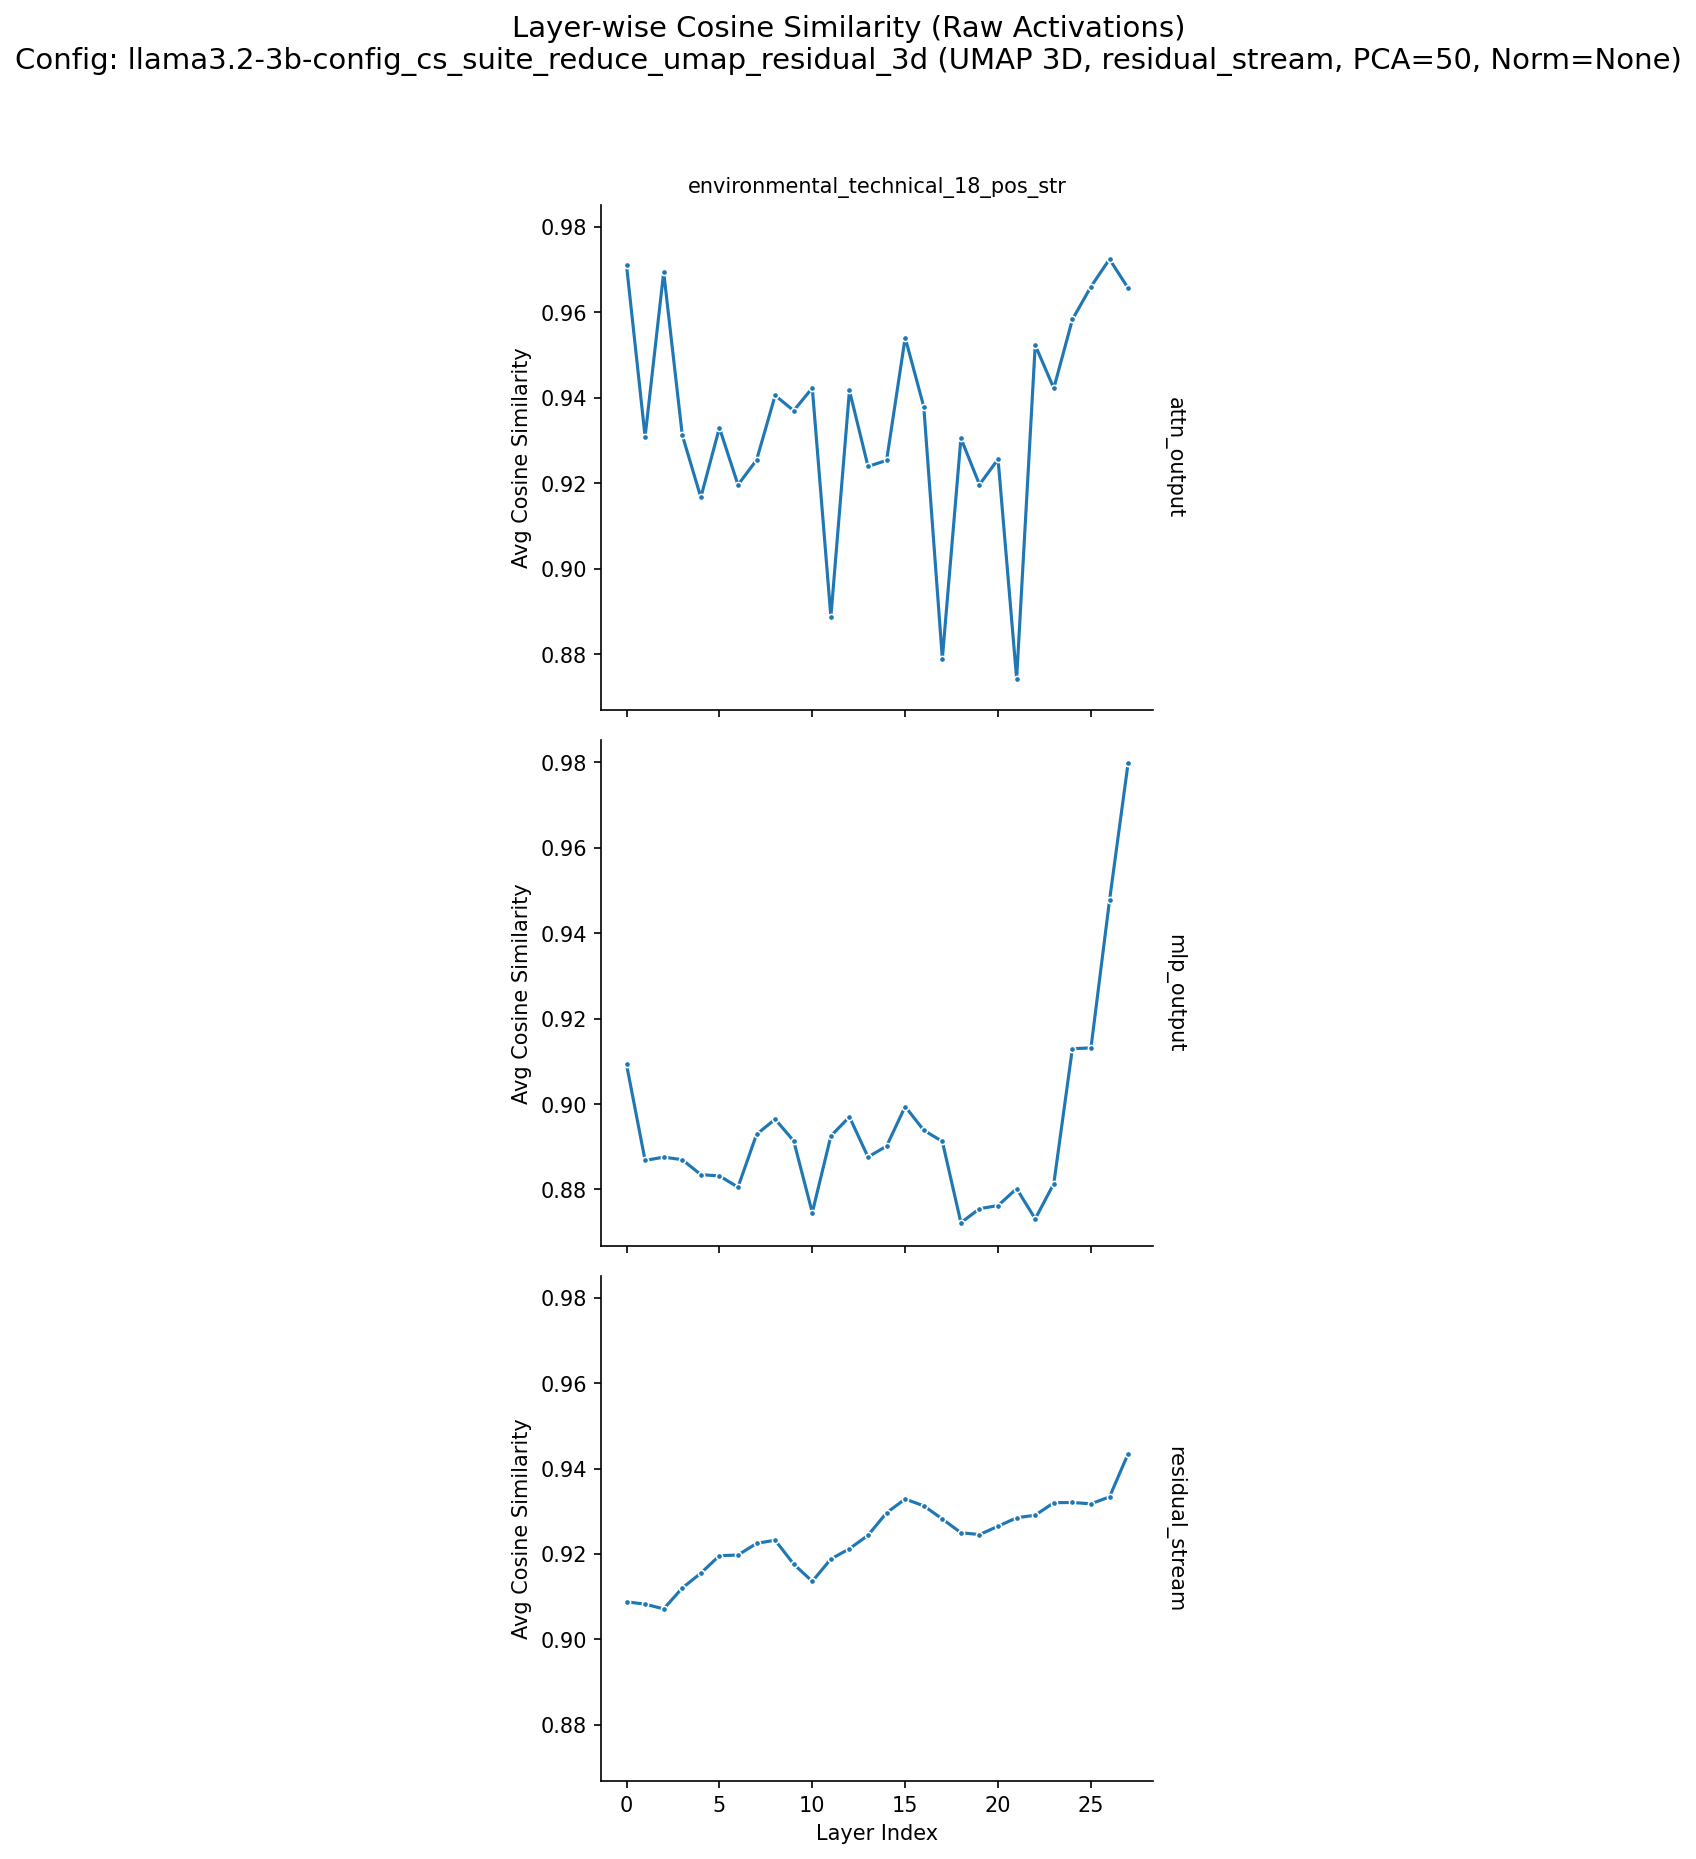 Layer-wise Cosine Similarity (Raw Activations)
Config: llama3.2-3b-config_cs_suite_reduce_umap_residual_3d (UMAP 3D, residual_stream, PCA=50, Norm=None)
environmental_technical_18_pos_str
0.98
0.96
0.94
0.92
0.90
0.88
Avg Cosine Similarity
attn_output
0.98
0.96
0.94
0.92
0.90
0.88
Avg Cosine Similarity
mlp_output
0.98
0.96
0.94
0.92
0.90
0.88
Avg Cosine Similarity
residual_stream
0 5 10 15 20 25
Layer Index